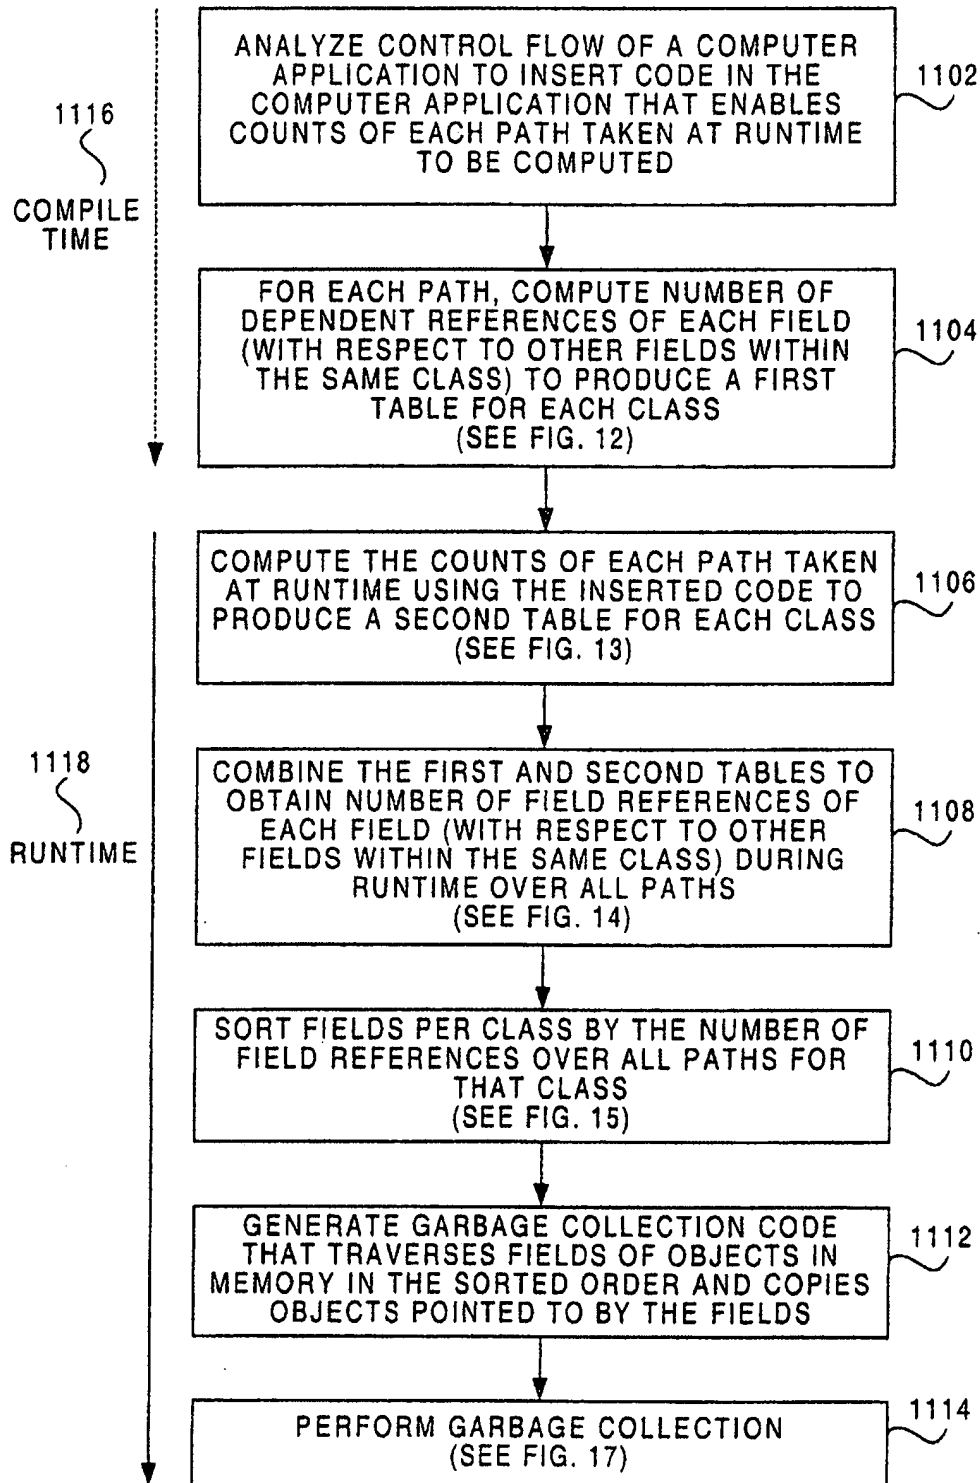 ANALYZE CONTROL FLOW OF A COMPUTER
APPLICATION TO INSERT CODE IN THE
COMPUTER APPLICATION THAT ENABLES
COUNTS OF EACH PATH TAKEN AT RUNTIME
TO BE COMPUTED
1102
1116
COMPILE
TIME
FOR EACH PATH, COMPUTE NUMBER OF
DEPENDENT REFERENCES OF EACH FIELD
(WITH RESPECT TO OTHER FIELDS WITHIN
THE SAME CLASS) TO PRODUCE A FIRST
TABLE FOR EACH CLASS
(SEE FIG. 12)
1104
COMPUTE THE COUNTS OF EACH PATH TAKEN
AT RUNTIME USING THE INSERTED CODE TO
PRODUCE A SECOND TABLE FOR EACH CLASS
(SEE FIG. 13)
1106
1118
RUNTIME
COMBINE THE FIRST AND SECOND TABLES TO
OBTAIN NUMBER OF FIELD REFERENCES OF
EACH FIELD (WITH RESPECT TO OTHER
FIELDS WITHIN THE SAME CLASS) DURING
RUNTIME OVER ALL PATHS
(SEE FIG. 14)
1108
SORT FIELDS PER CLASS BY THE NUMBER OF
FIELD REFERENCES OVER ALL PATHS FOR
THAT CLASS
(SEE FIG. 15)
1110
GENERATE GARBAGE COLLECTION CODE
THAT TRAVERSES FIELDS OF OBJECTS IN
MEMORY IN THE SORTED ORDER AND COPIES
OBJECTS POINTED TO BY THE FIELDS
1112
PERFORM GARBAGE COLLECTION
(SEE FIG. 17)
1114